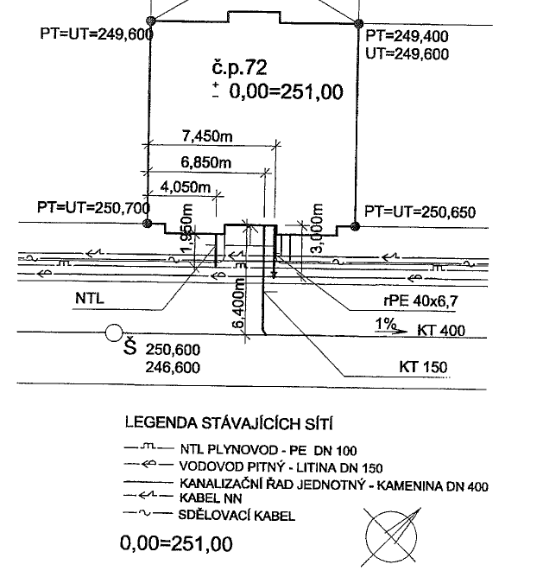 PT=UT=249,600
PT=UT=249,400
UT=249,600
č.p.72
± 0,00=251,00
7,450m
6,850m
4,050m
PT=UT=250,700
PT=UT=250,650
1,950m
3,000m
6,400m
NTL
rPE 40x6,7
1%
KT 400
Š 250,600
246,600
KT 150
LEGENDA STÁVAJÍCÍCH SÍTÍ
NTL PLYNOVOD - PE DN 100
VODOVOD PITNÝ - LITINA DN 150
KANALIZAČNÍ ŘAD JEDNOTNÝ - KAMENINA DN 400
KABEL NN
SDĚLOVACÍ KABEL
0,00=251,00